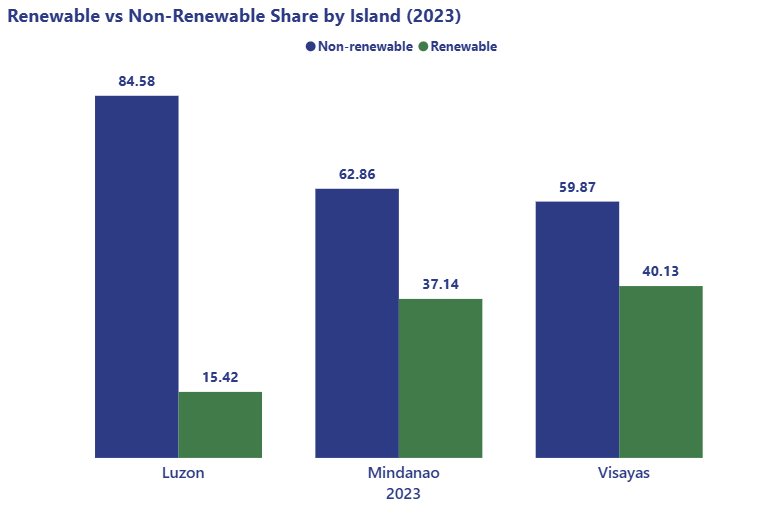 Renewable vs Non-Renewable Share by Island (2023)
Non-renewable Renewable
84.58
62.86
59.87
40.13
37.14
15.42
Luzon Mindanao Visayas
2023